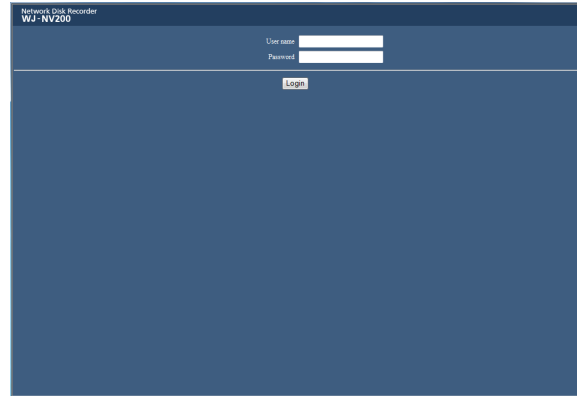 Network Disk Recorder
WJ-NV200
User name
Password
Login